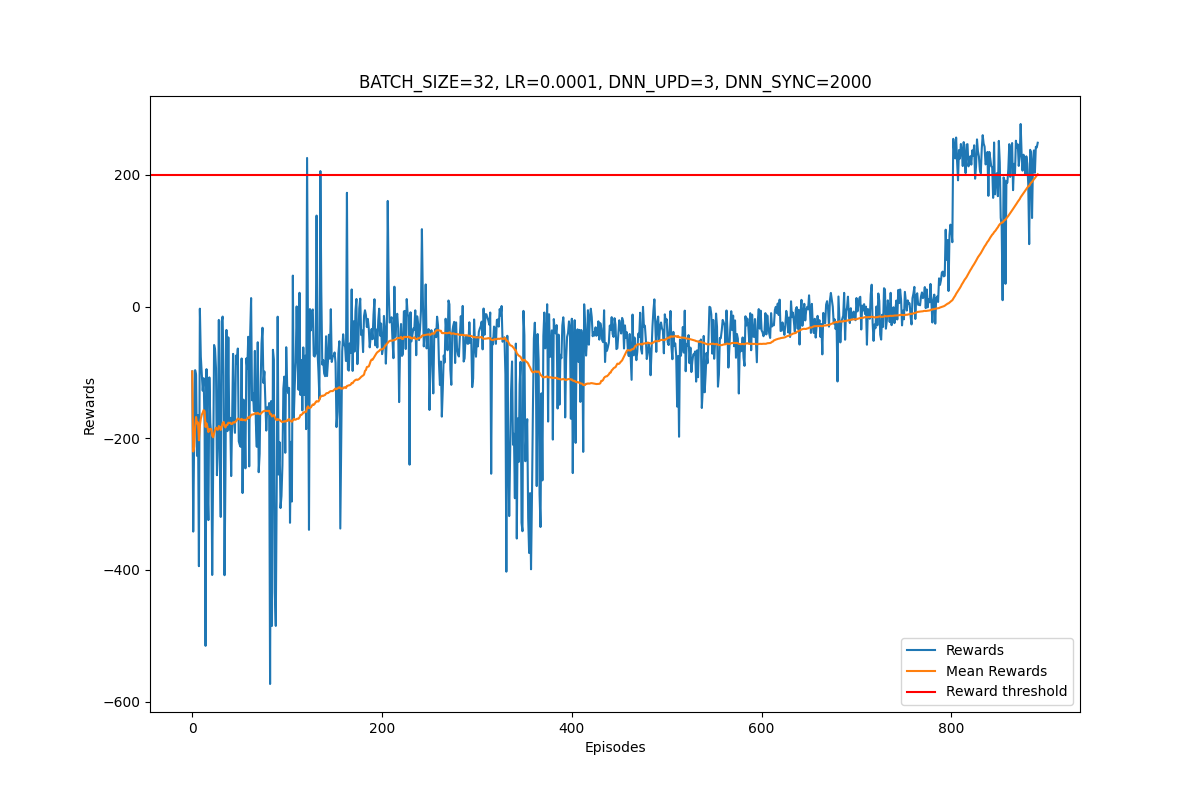 BATCH_SIZE=32, LR=0.0001, DNN_UPD=3, DNN_SYNC=2000
200
0
−200
−400
−600
Rewards
0
200
400
600
800
Episodes
Rewards
Mean Rewards
Reward threshold